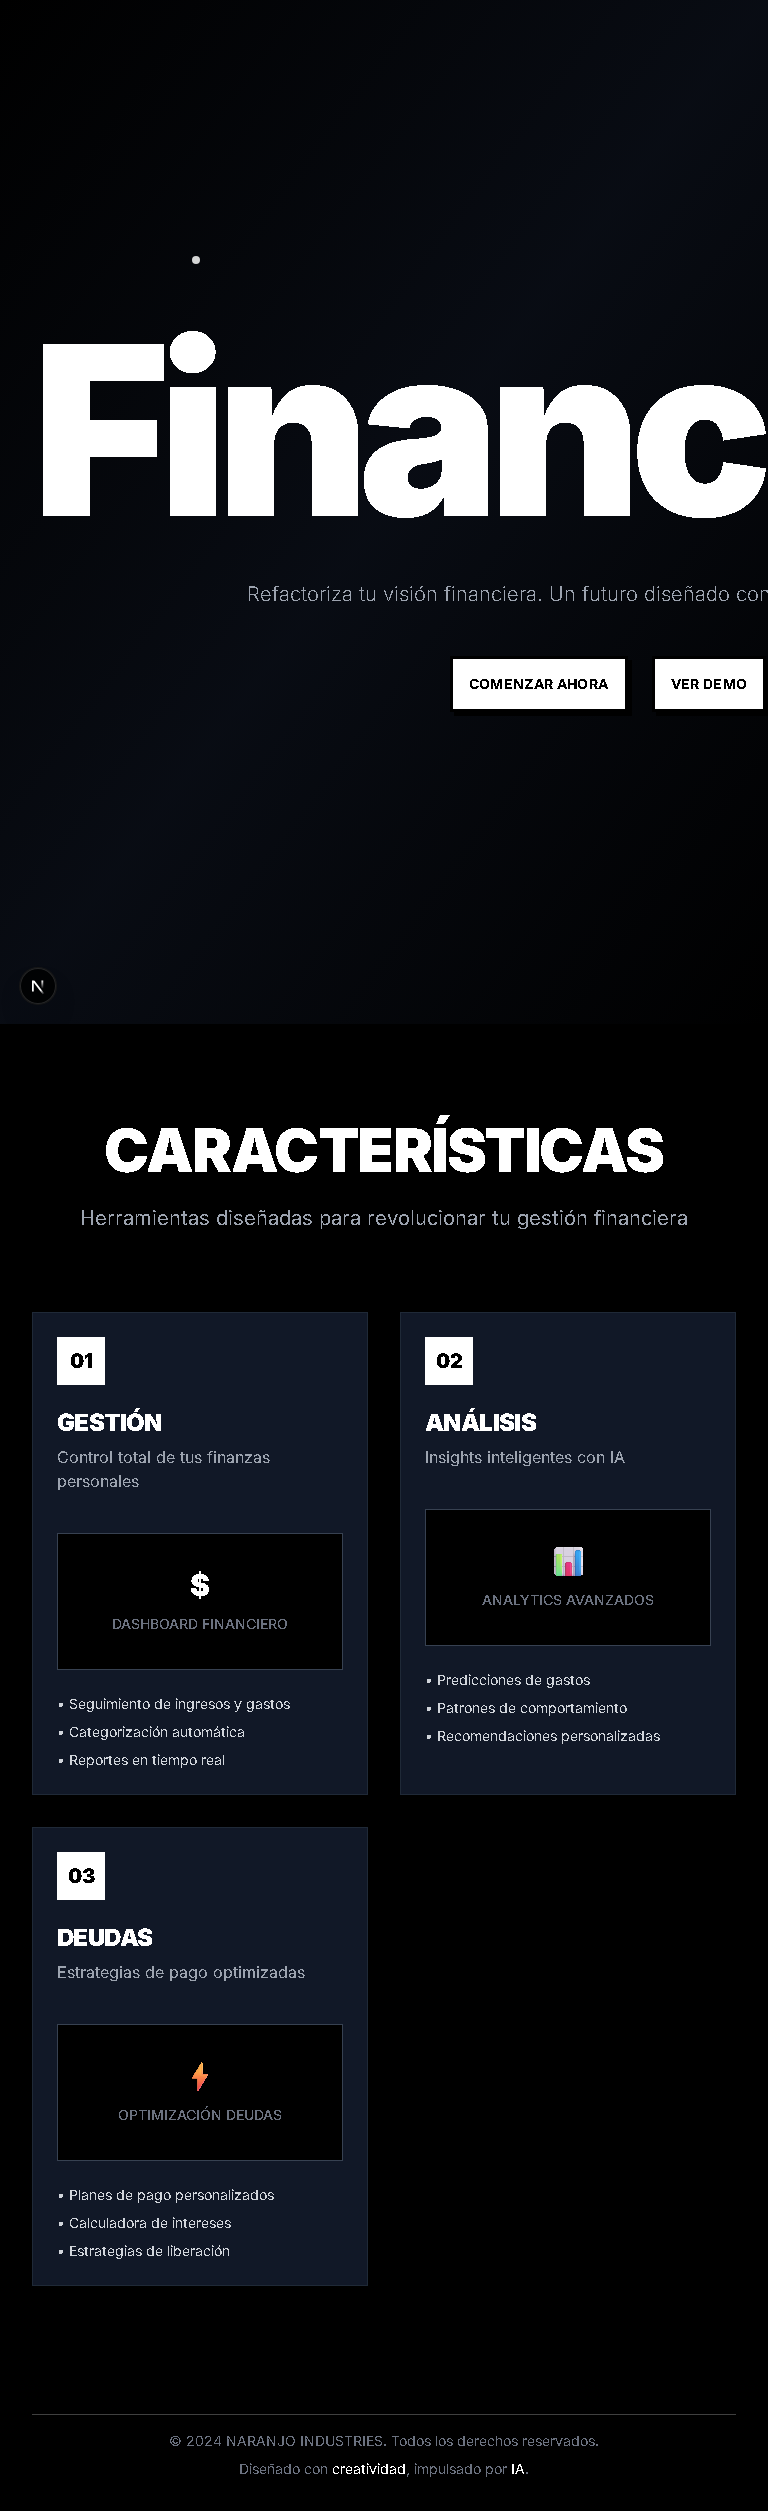 Financ
Refactoriza tu visión financiera. Un futuro diseñado con
COMENZAR AHORA
VER DEMO
N
CARACTERÍSTICAS
Herramientas diseñadas para revolucionar tu gestión financiera
01
GESTIÓN
Control total de tus finanzas
personales
$
DASHBOARD FINANCIERO
• Seguimiento de ingresos y gastos
• Categorización automática
• Reportes en tiempo real
02
ANÁLISIS
Insights inteligentes con IA
ANALYTICS AVANZADOS
• Predicciones de gastos
• Patrones de comportamiento
• Recomendaciones personalizadas
03
DEUDAS
Estrategias de pago optimizadas
OPTIMIZACIÓN DEUDAS
• Planes de pago personalizados
• Calculadora de intereses
• Estrategias de liberación
© 2024 NARANJO INDUSTRIES. Todos los derechos reservados.
Diseñado con creatividad, impulsado por IA.